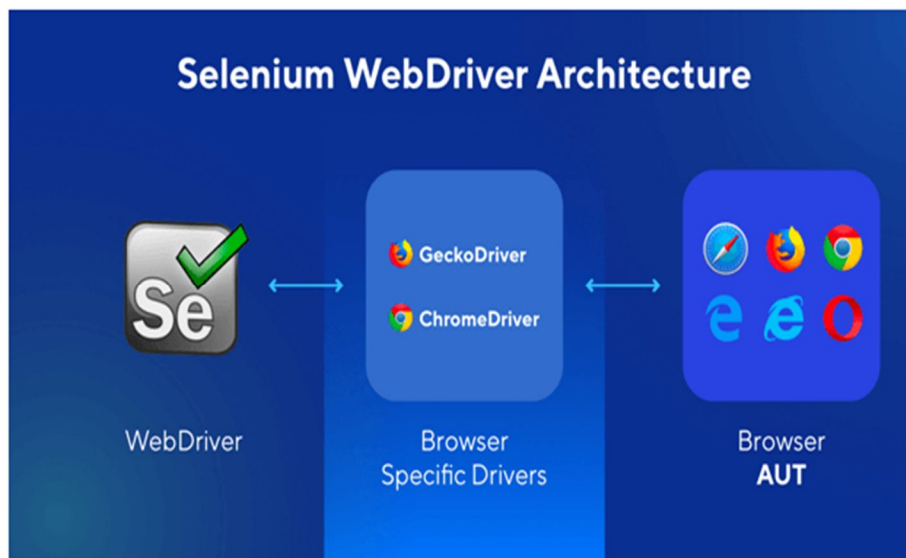 Selenium WebDriver Architecture
GeckoDriver
ChromeDriver
Se
WebDriver
Browser
Specific Drivers
Browser
AUT